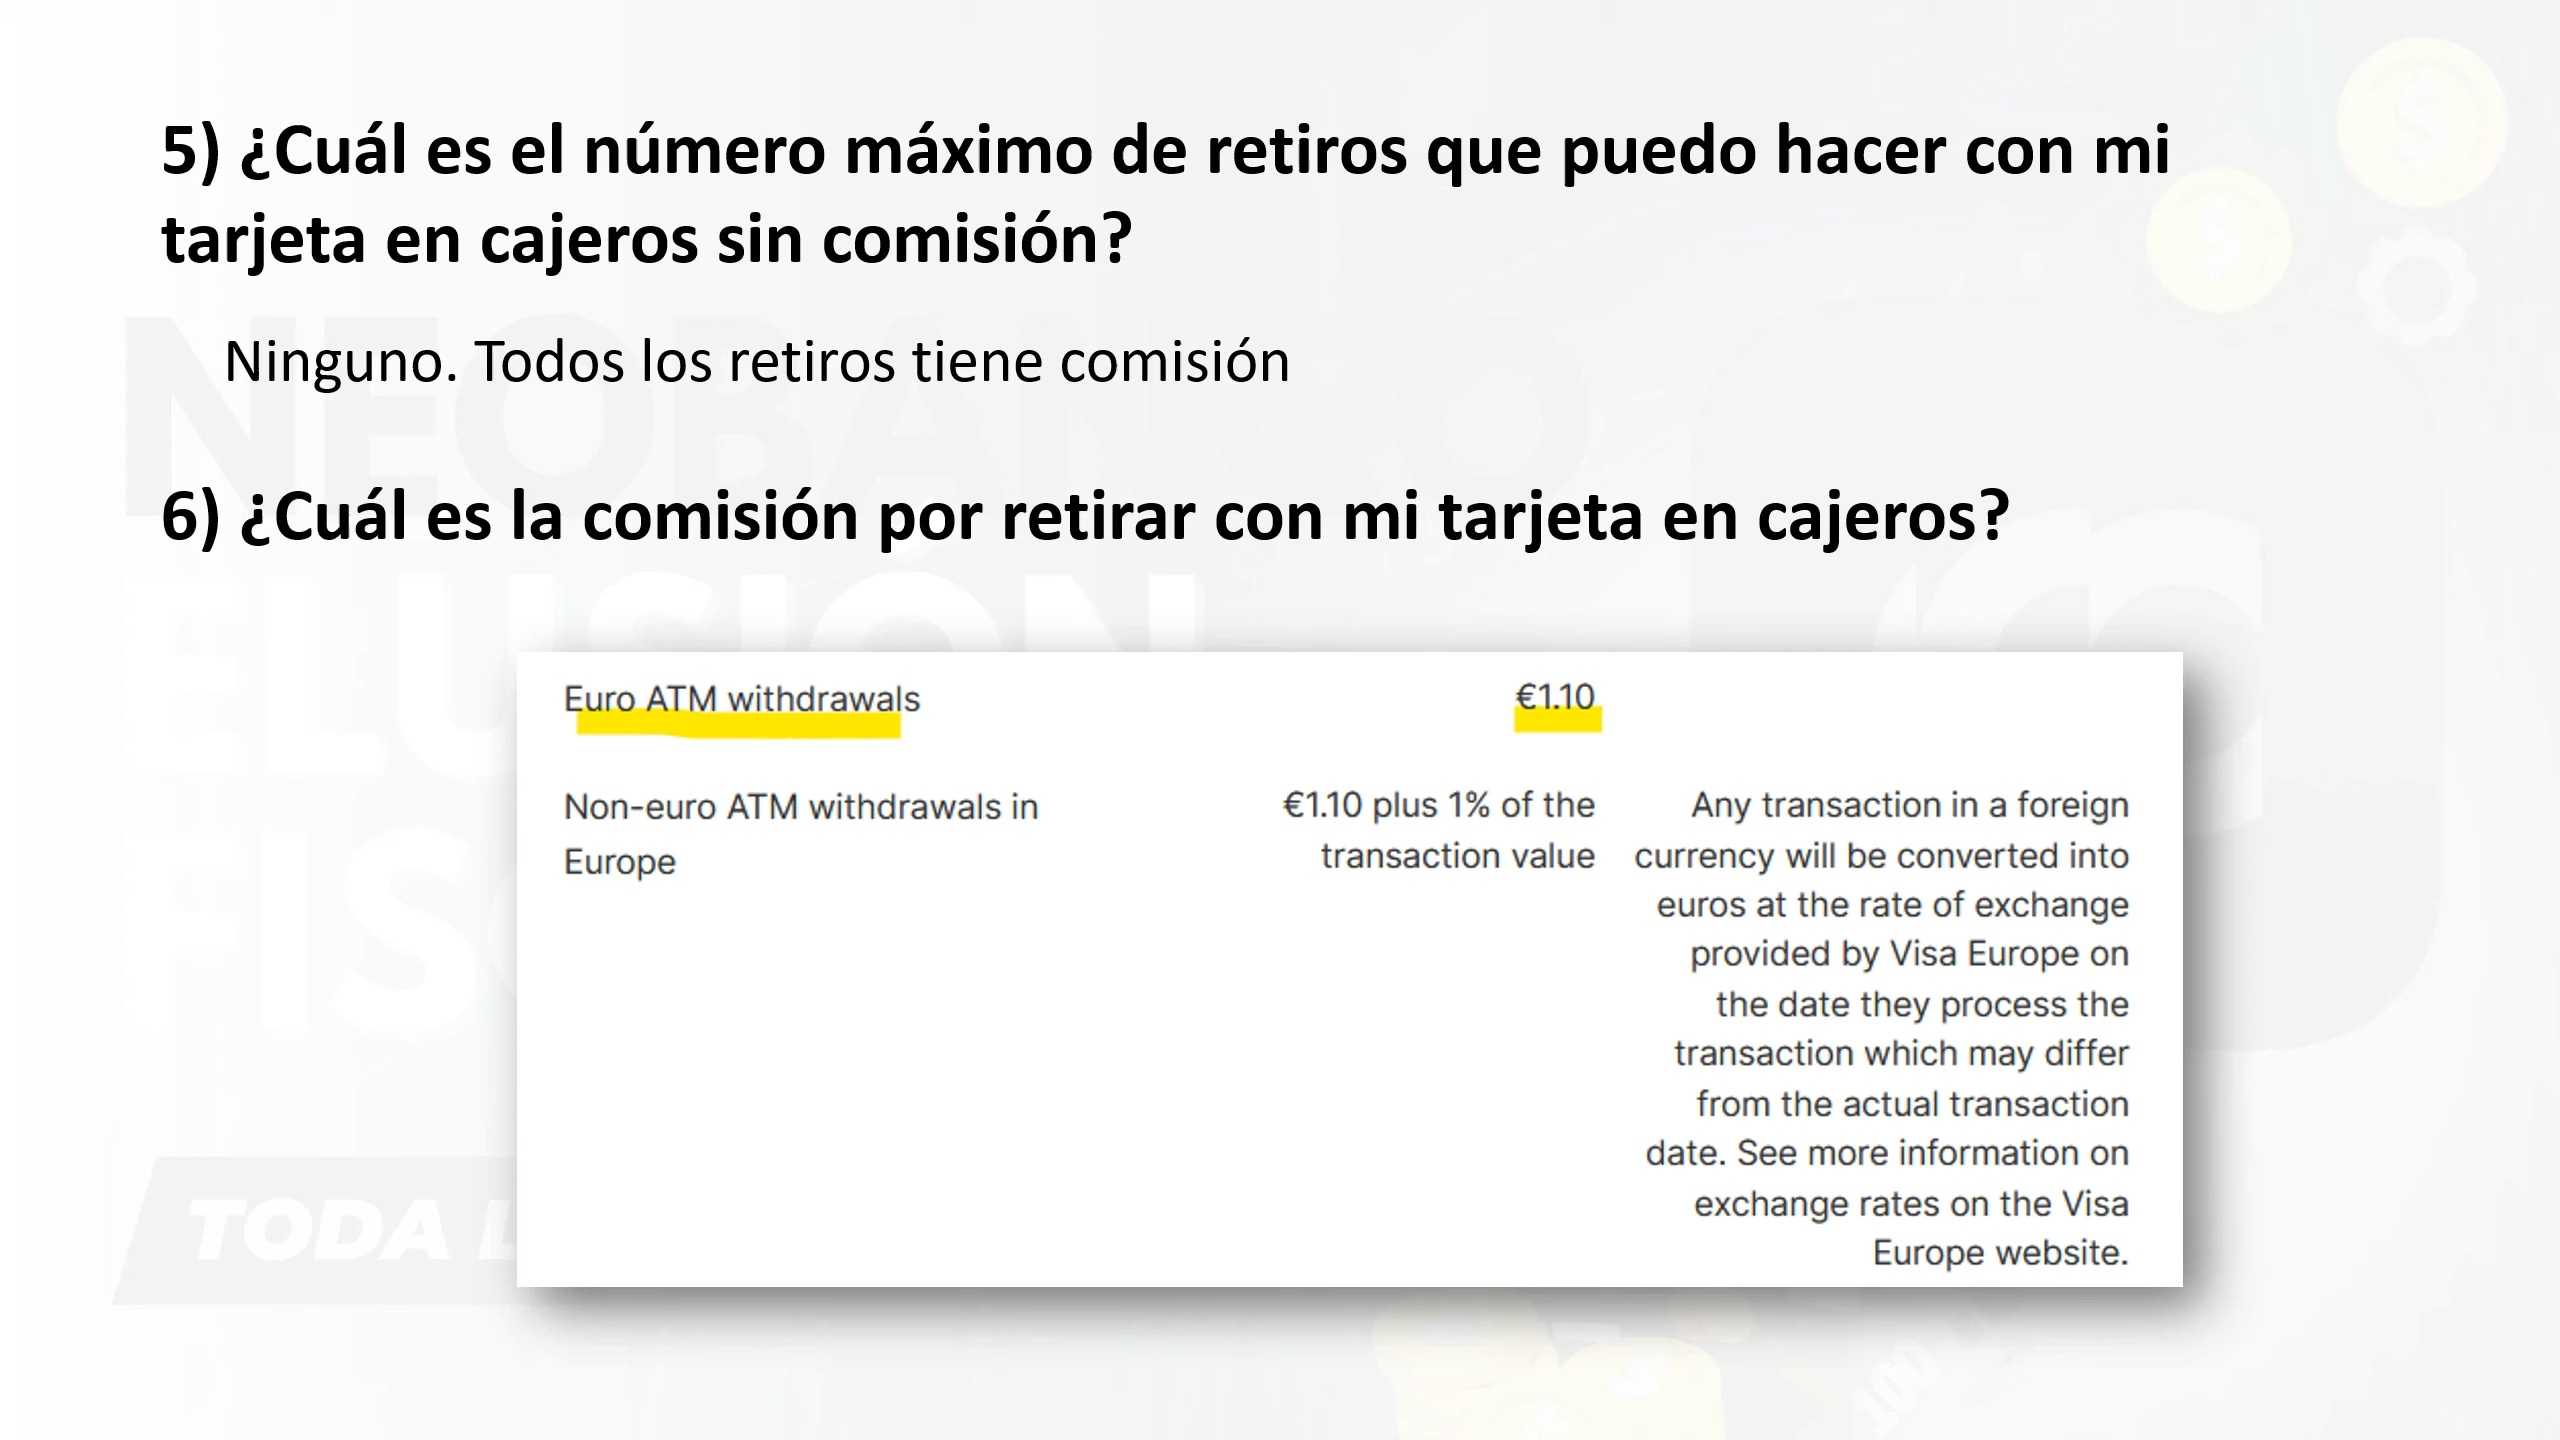 5) ¿Cuál es el número máximo de retiros que puedo hacer con mi
tarjeta en cajeros sin comisión?
Ninguno. Todos los retiros tiene comisión
NEOBANCO
6) ¿Cuál es la comisión por retirar con mi tarjeta en cajeros?
ELUSIÓN
Euro ATM withdrawals €1.10
Non-euro ATM withdrawals in
Europe
€1.10 plus 1% of the
transaction value
Any transaction in a foreign
currency will be converted into
euros at the rate of exchange
provided by Visa Europe on
the date they process the
transaction which may differ
from the actual transaction
date. See more information on
exchange rates on the Visa
Europe website.
TODA
100